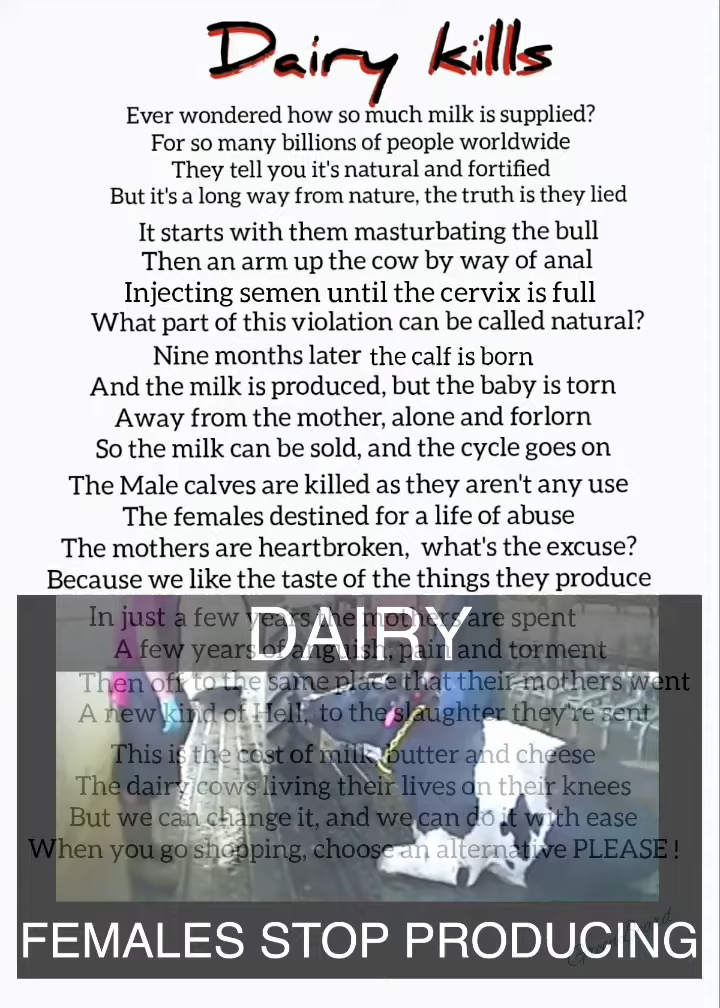 Dairy kills
Ever wondered how so much milk is supplied?
For so many billions of people worldwide
They tell you it's natural and fortified
But it's a long way from nature, the truth is they lied
It starts with them masturbating the bull
Then an arm up the cow by way of anal
Injecting semen until the cervix is full
What part of this violation can be called natural?
Nine months later the calf is born
And the milk is produced, but the baby is torn
Away from the mother, alone and forlorn
So the milk can be sold, and the cycle goes on
The Male calves are killed as they aren't any use
The females destined for a life of abuse
The mothers are heartbroken, what's the excuse?
Because we like the taste of the things they produce
In just a few years the mothers are spent
DAIRY
A few years of anguish, pain and torment
Then off to the same place that their mothers went
A new kind of Hell, to the slaughter they're sent
This is the cost of milk, butter and cheese
The dairy cows living their lives on their knees
But we can change it, and we can do it with ease
When you go shopping, choose an alternative PLEASE!
FEMALES STOP PRODUCING